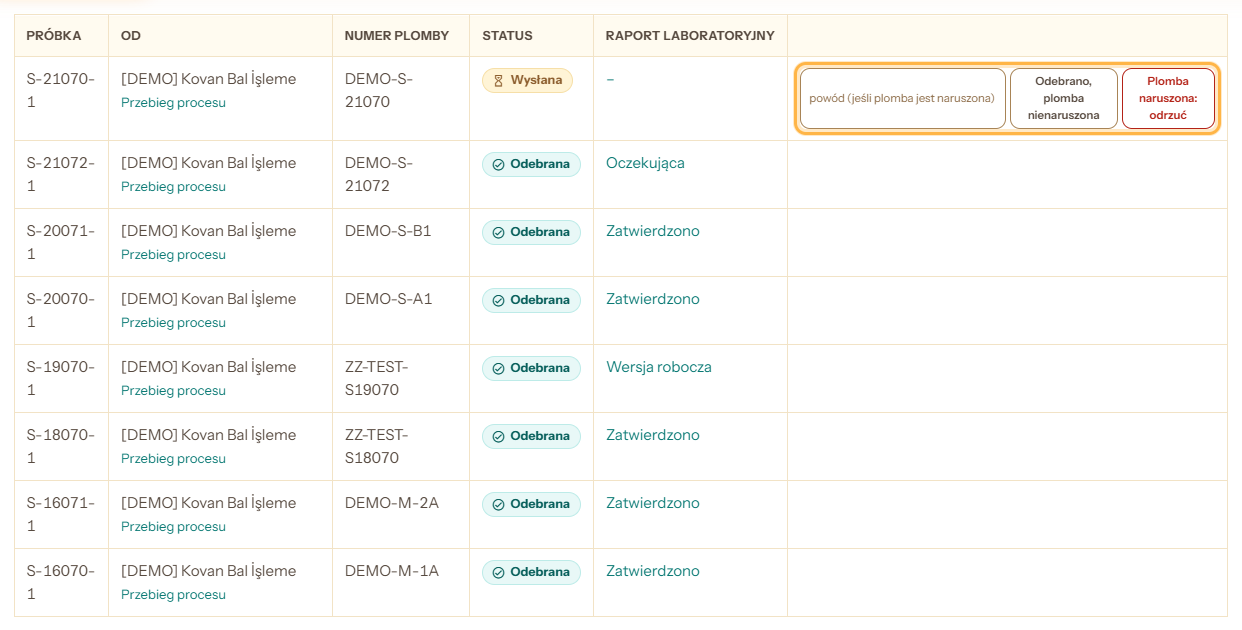 PRÓBKA OD NUMER PLOMBY STATUS RAPORT LABORATORYJNY
S-21070-1 [DEMO] Kovan Bal İşleme DEMO-S-21070 Wysłana –
Przebieg procesu
powód (jeśli plomba jest naruszona)
Odebrano, plomba nienaruszona
Plomba naruszona: odrzuć
S-21072-1 [DEMO] Kovan Bal İşleme DEMO-S-21072 Odebrana Oczekująca
Przebieg procesu
S-20071-1 [DEMO] Kovan Bal İşleme DEMO-S-B1 Odebrana Zatwierdzono
Przebieg procesu
S-20070-1 [DEMO] Kovan Bal İşleme DEMO-S-A1 Odebrana Zatwierdzono
Przebieg procesu
S-19070-1 [DEMO] Kovan Bal İşleme ZZ-TEST-S19070 Odebrana Wersja robocza
Przebieg procesu
S-18070-1 [DEMO] Kovan Bal İşleme ZZ-TEST-S18070 Odebrana Zatwierdzono
Przebieg procesu
S-16071-1 [DEMO] Kovan Bal İşleme DEMO-M-2A Odebrana Zatwierdzono
Przebieg procesu
S-16070-1 [DEMO] Kovan Bal İşleme DEMO-M-1A Odebrana Zatwierdzono
Przebieg procesu